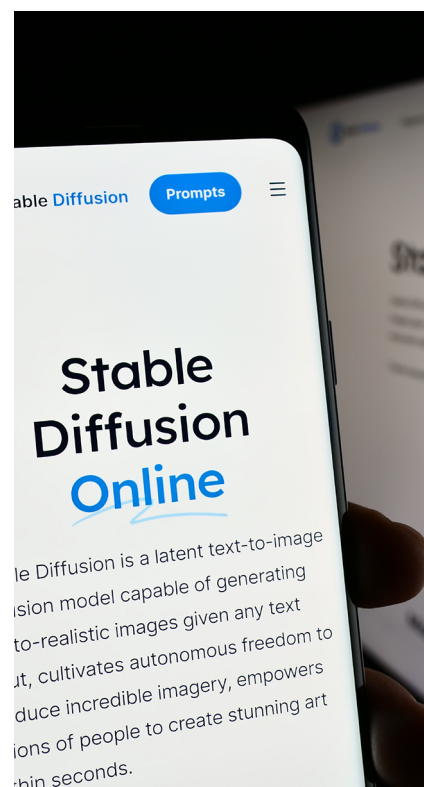 able Diffusion
Prompts
Stable
Diffusion
Online
le Diffusion is a latent text-to-image
usion model capable of generating
to-realistic images given any text
ut, cultivates autonomous freedom to
duce incredible imagery, empowers
ions of people to create stunning art
thin seconds.